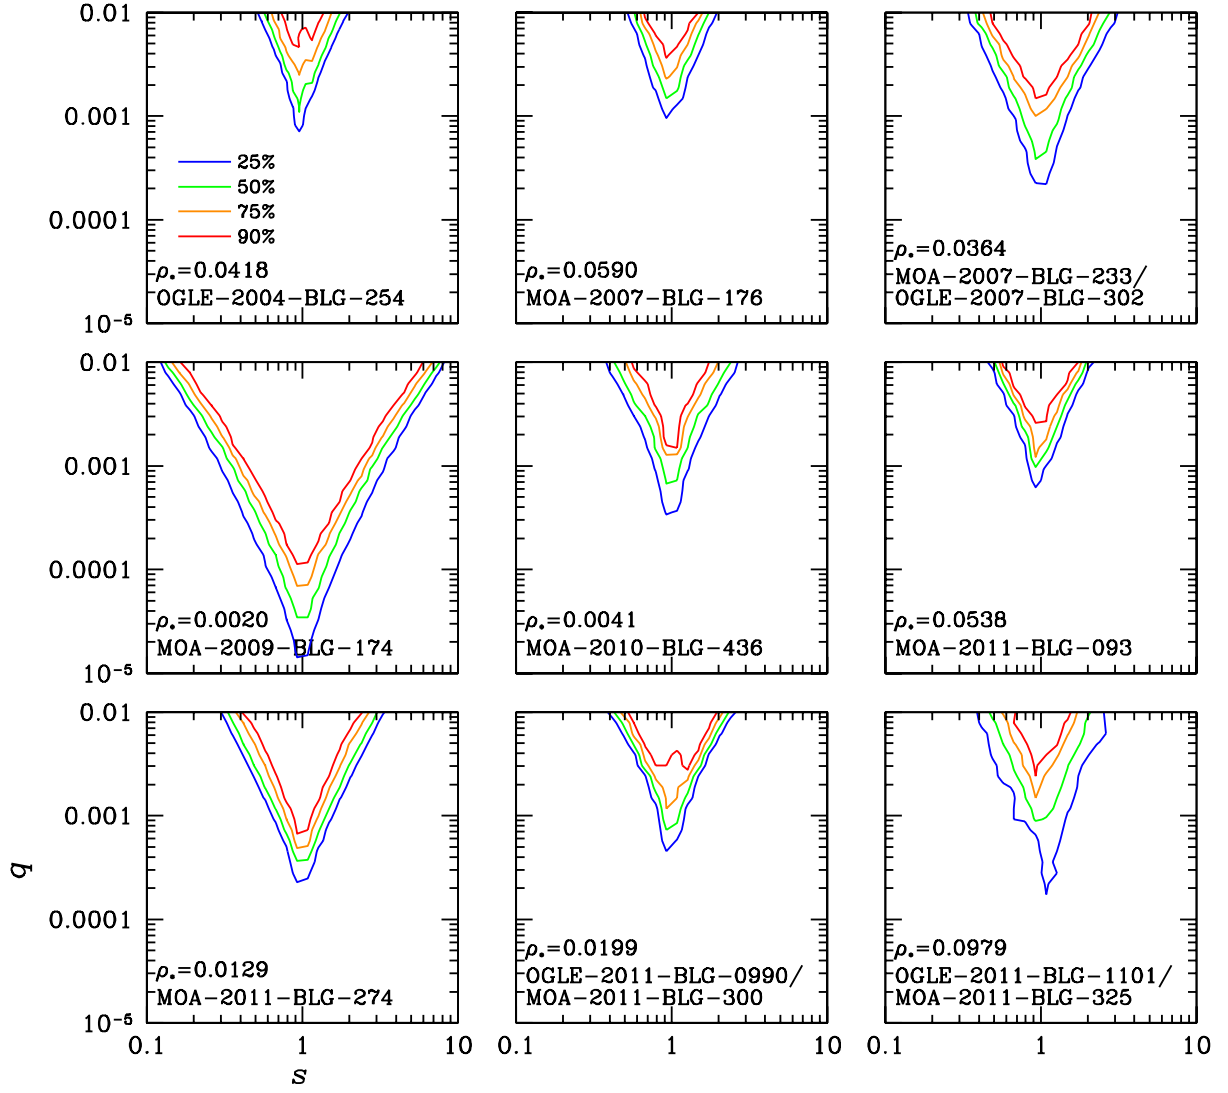 0.01
0.001
0.0001
10⁻⁵
25%
50%
75%
90%
ρ*=0.0418
OGLE-2004-BLG-254
ρ*=0.0590
MOA-2007-BLG-176
ρ*=0.0364
MOA-2007-BLG-233/
OGLE-2007-BLG-302
0.01
0.001
0.0001
10⁻⁵
ρ*=0.0020
MOA-2009-BLG-174
ρ*=0.0041
MOA-2010-BLG-436
ρ*=0.0538
MOA-2011-BLG-093
0.01
0.001
0.0001
10⁻⁵
q
ρ*=0.0129
MOA-2011-BLG-274
ρ*=0.0199
OGLE-2011-BLG-0990/
MOA-2011-BLG-300
ρ*=0.0979
OGLE-2011-BLG-1101/
MOA-2011-BLG-325
0.1 1 10
0.1 1 10
0.1 1 10
s